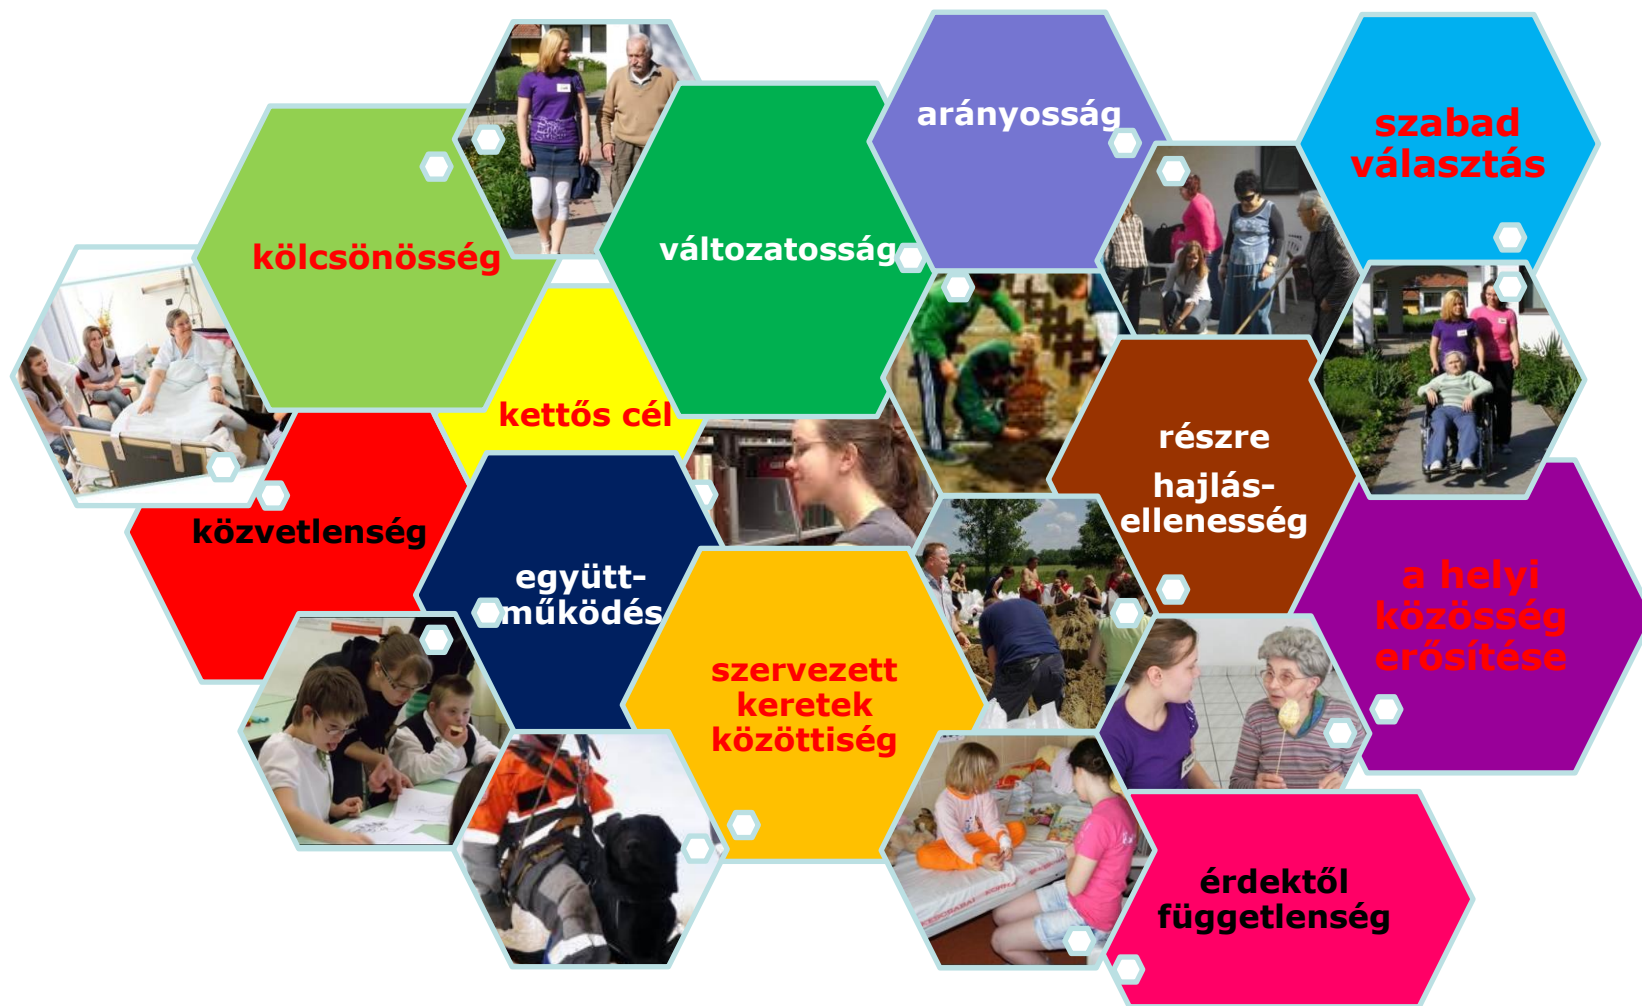 arányosság
szabad
választás
kölcsönösség
változatosság
kettős cél
részre
hajlás-
ellenesség
közvetlenség
együtt-
működés
a helyi
közösség
erősítése
szervezett
keretek
közöttiség
érdektől
függetlenség